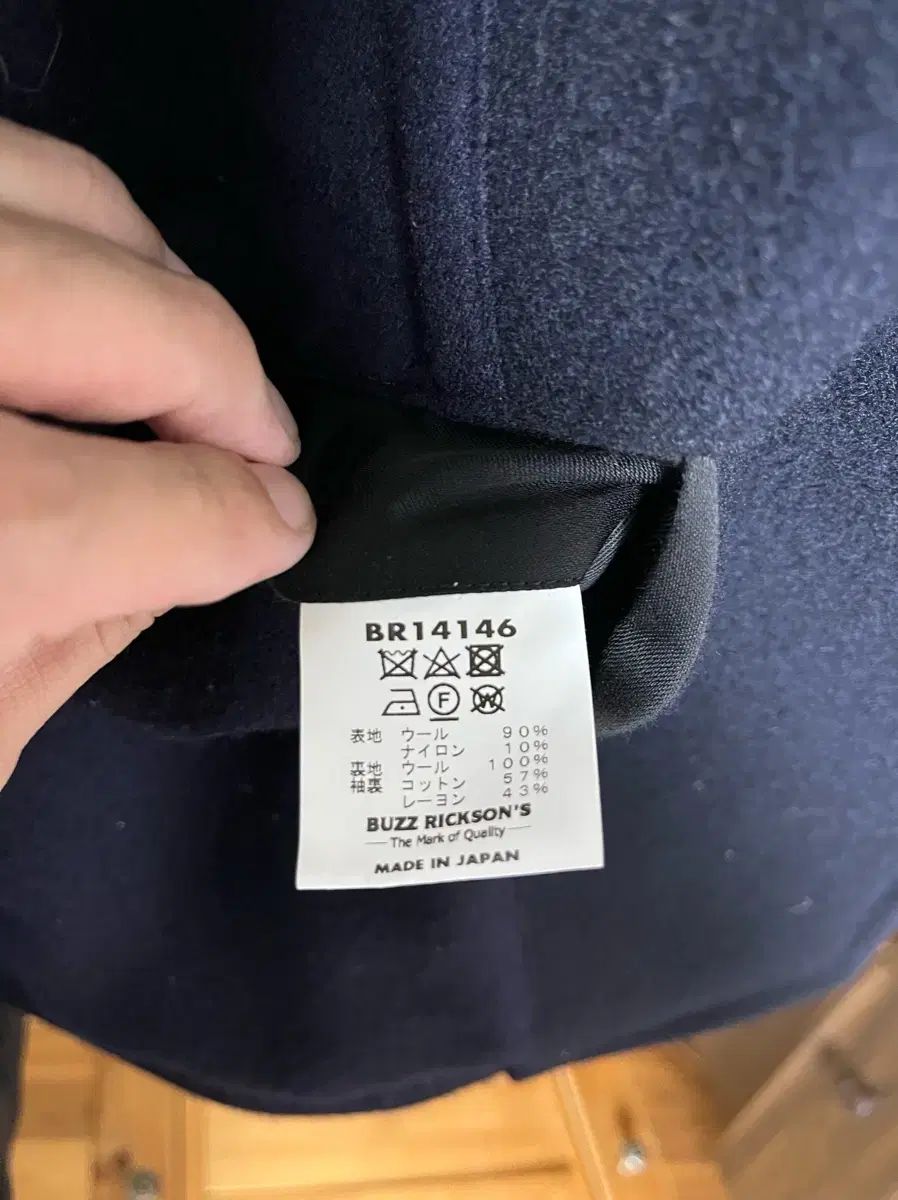 BR14146
F W
表地 ウール 90%
ナイロン 10%
裏地 ウール 100%
袖裏 コットン 57%
レーヨン 43%
BUZZ RICKSON'S
The Mark of Quality
MADE IN JAPAN